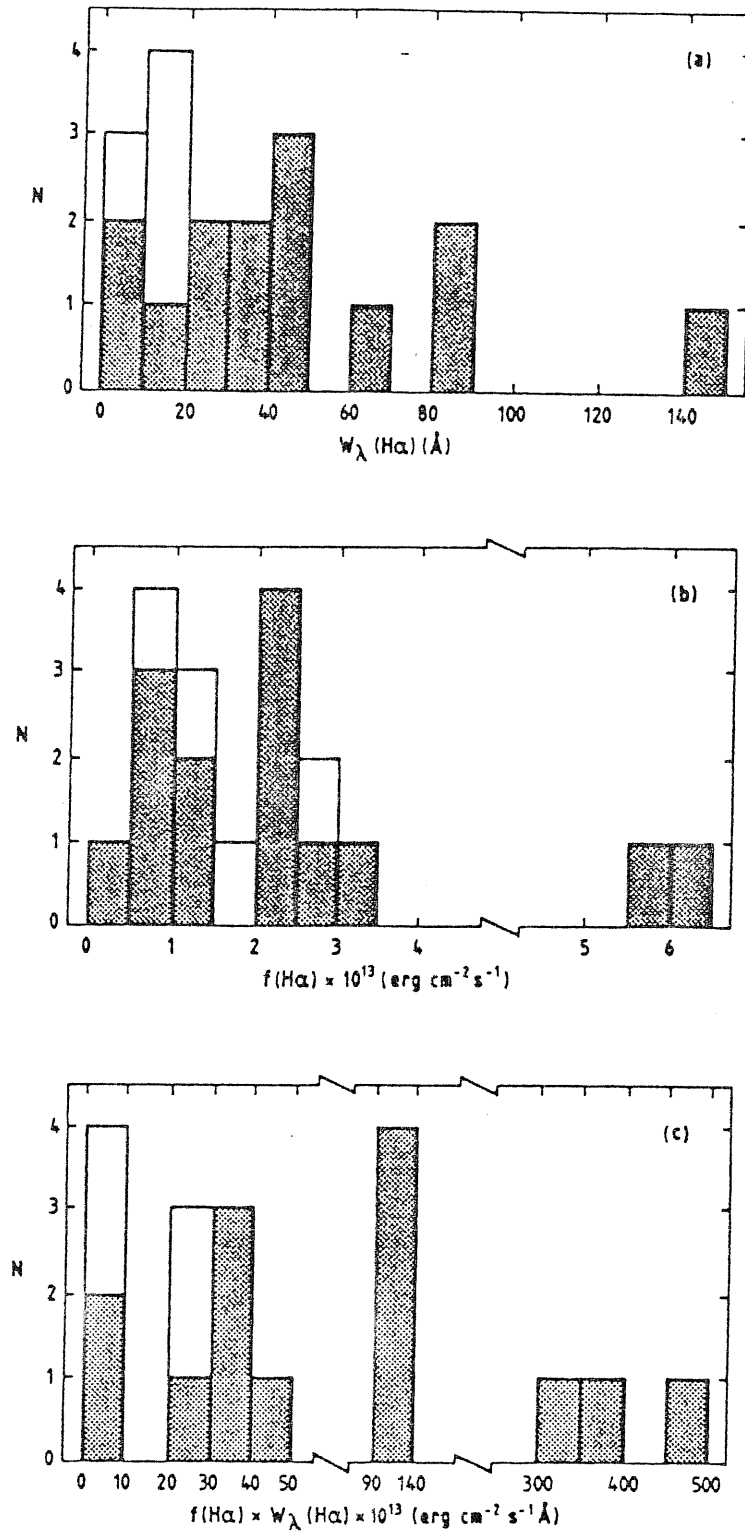 (a)
4
3
N
2
1
0
0 20 40 60 80 100 120 140
Wλ (Hα) (Å)
(b)
4
3
N
2
1
0
0 1 2 3 4 5 6
f(Hα) × 10¹³ (erg cm⁻² s⁻¹)
(c)
4
3
N
2
1
0
0 10 20 30 40 50 90 140 300 400 500
f(Hα) × Wλ (Hα) × 10¹³ (erg cm⁻² s⁻¹ Å)